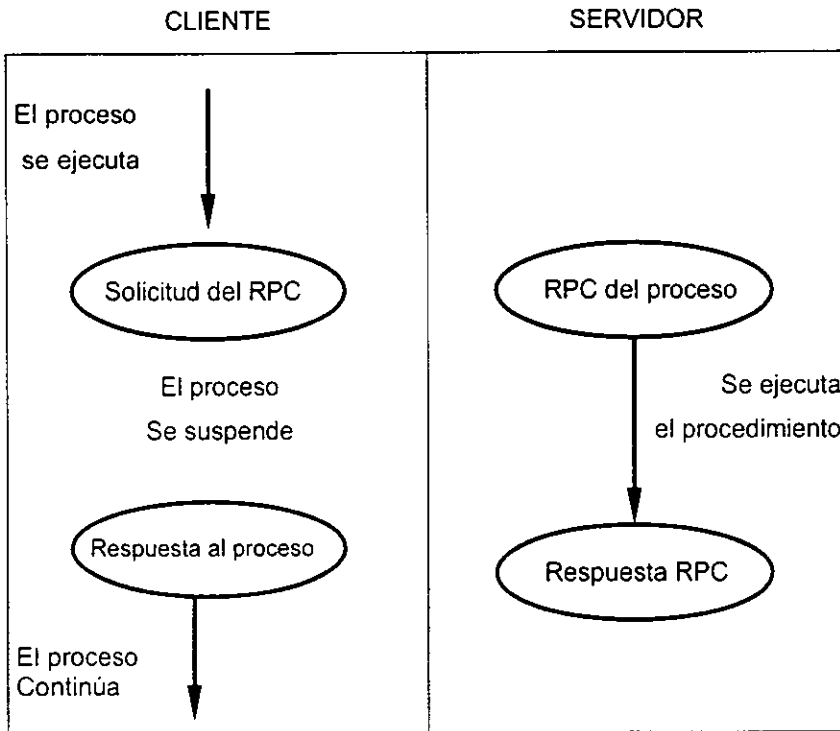 CLIENTE
SERVIDOR
El proceso
se ejecuta
Solicitud del RPC
RPC del proceso
El proceso
Se suspende
Se ejecuta
el procedimiento
Respuesta al proceso
Respuesta RPC
El proceso
Continúa